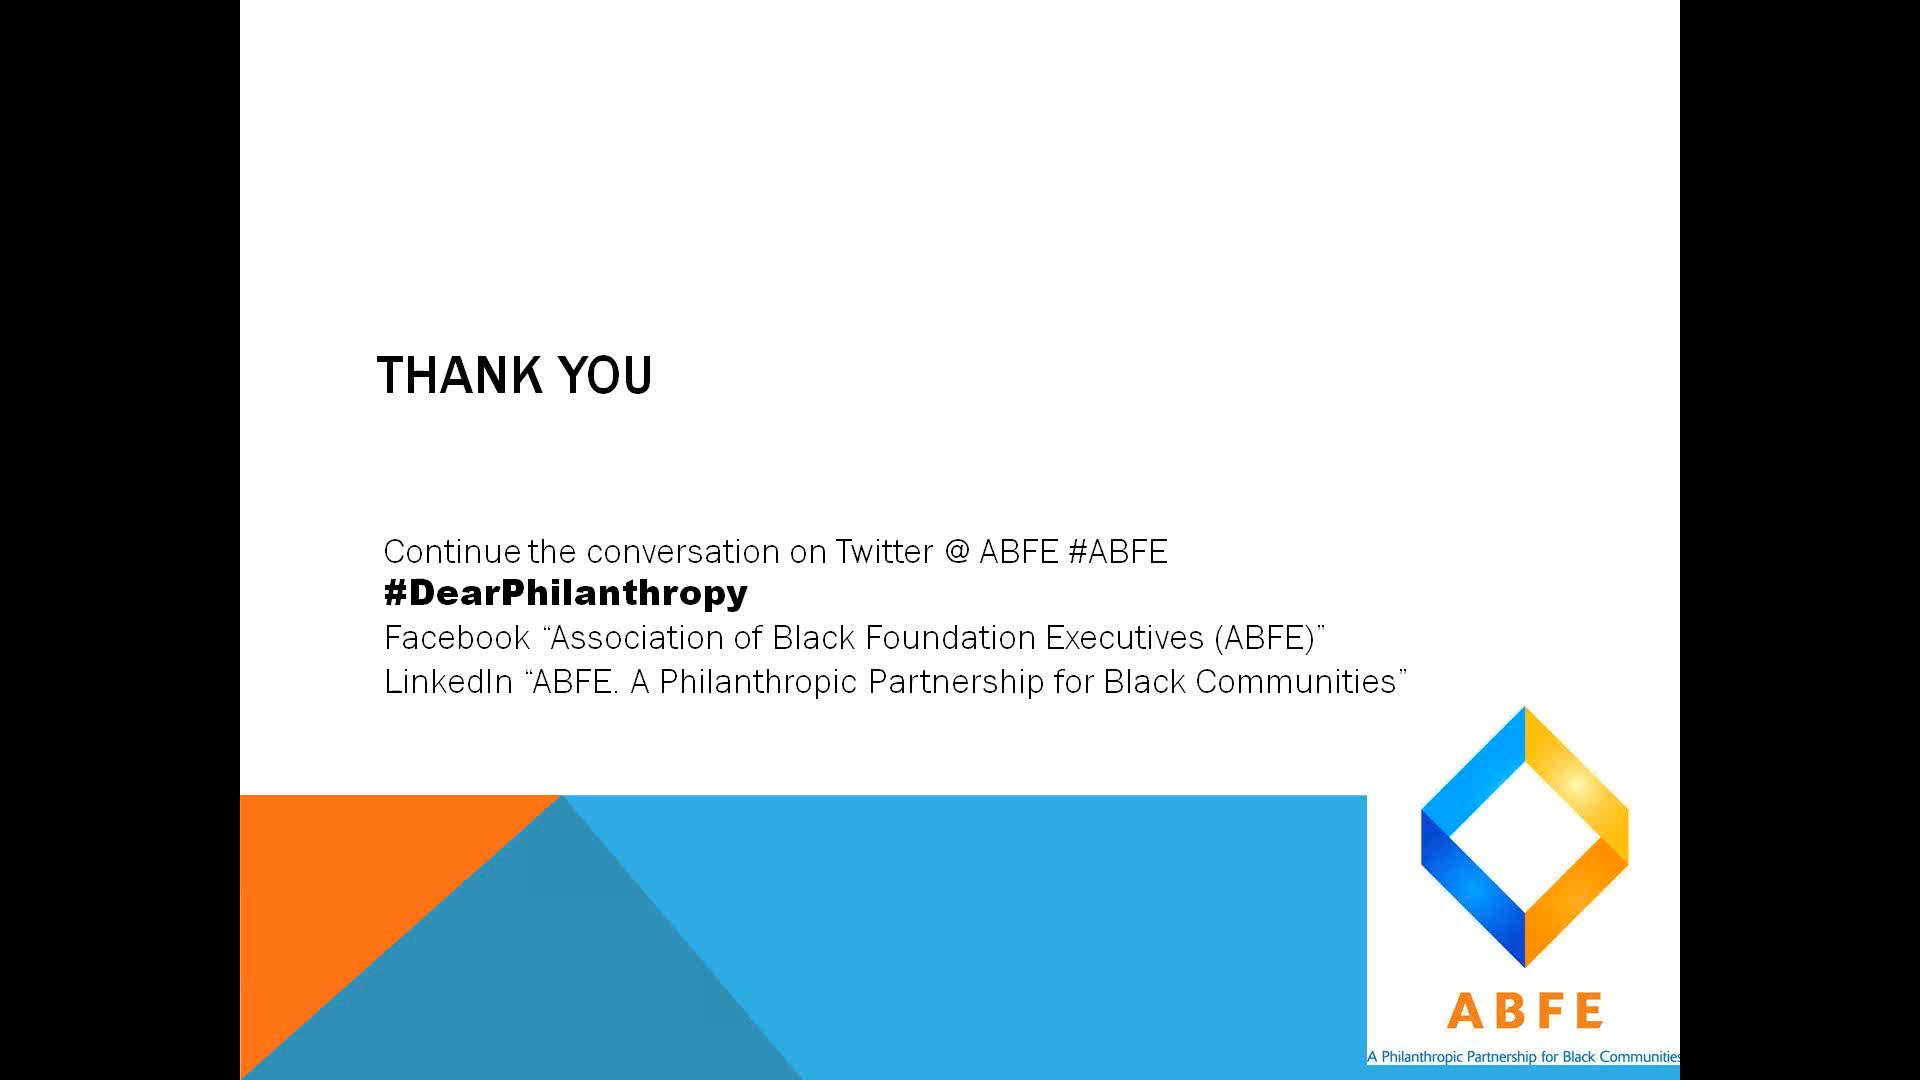 THANK YOU
Continue the conversation on Twitter @ ABFE #ABFE
#DearPhilanthropy
Facebook “Association of Black Foundation Executives (ABFE)”
LinkedIn “ABFE. A Philanthropic Partnership for Black Communities”
ABFE
A Philanthropic Partnership for Black Communities